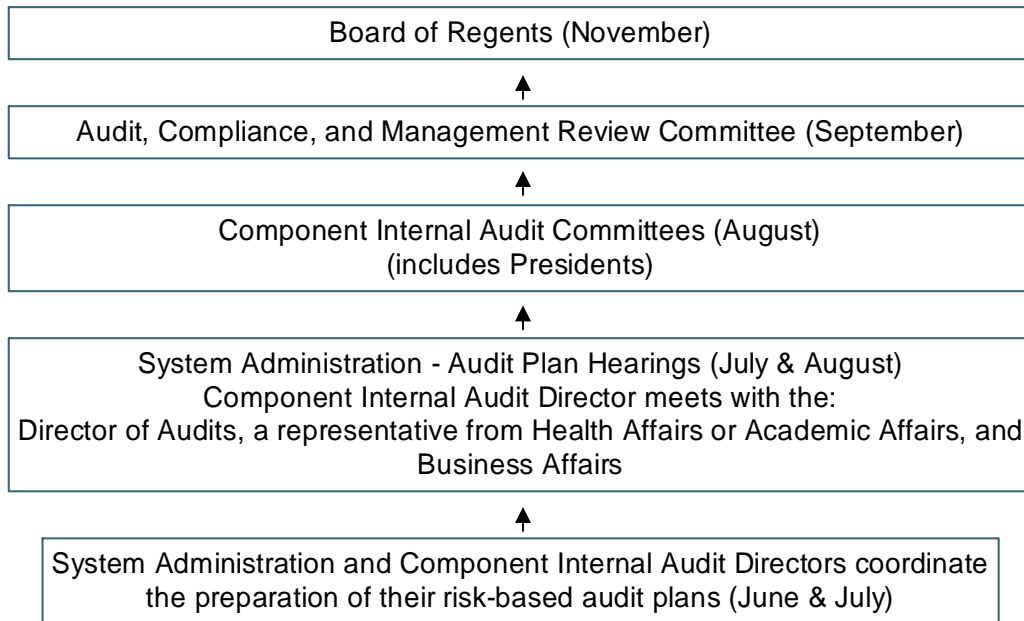 Board of Regents (November)
Audit, Compliance, and Management Review Committee (September)
Component Internal Audit Committees (August)
(includes Presidents)
System Administration - Audit Plan Hearings (July & August)
Component Internal Audit Director meets with the:
Director of Audits, a representative from Health Affairs or Academic Affairs, and
Business Affairs
System Administration and Component Internal Audit Directors coordinate
the preparation of their risk-based audit plans (June & July)